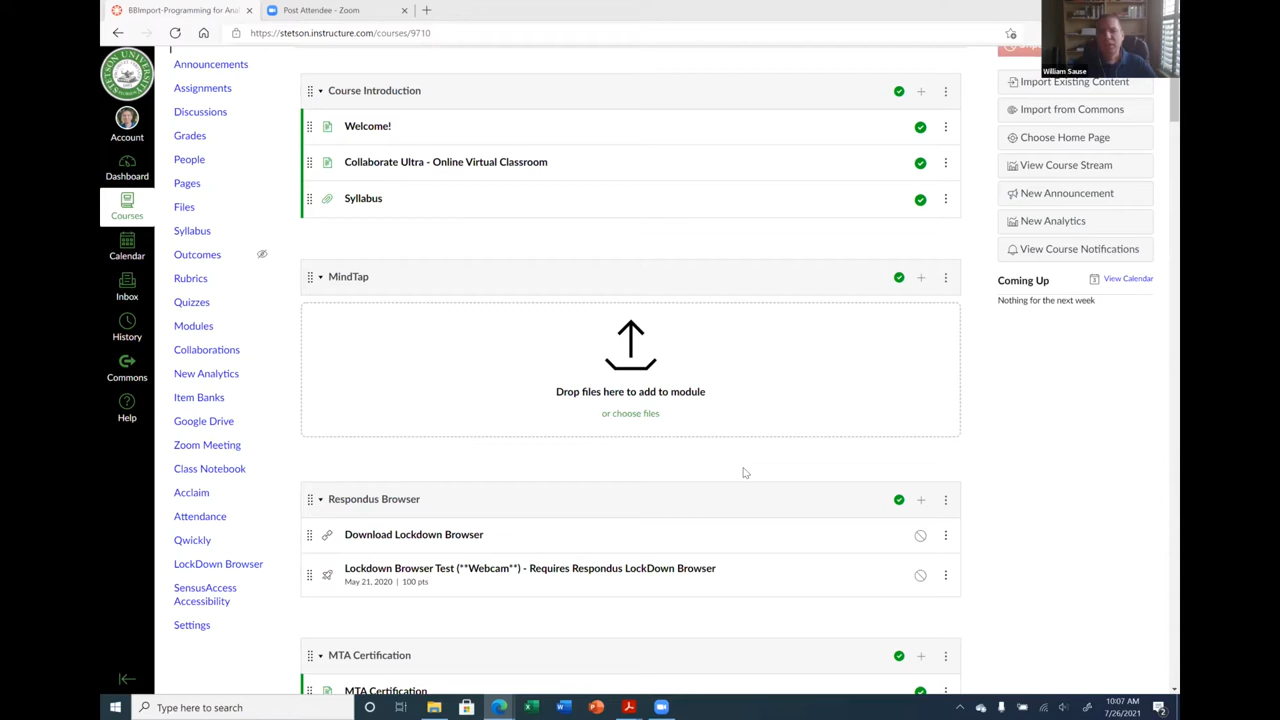 BBImport-Programming for Anal
Post Attendee - Zoom
https://stetson.instructure.com/courses/9710
William Sause
STETSON UNIVERSITY
Account
Dashboard
Courses
Calendar
Inbox
History
Commons
Help
Announcements
Assignments
Discussions
Grades
People
Pages
Files
Syllabus
Outcomes
Rubrics
Quizzes
Modules
Collaborations
New Analytics
Item Banks
Google Drive
Zoom Meeting
Class Notebook
Acclaim
Attendance
Qwickly
LockDown Browser
SensusAccess
Accessibility
Settings
Course Introduction
Welcome!
Collaborate Ultra - Online Virtual Classroom
Syllabus
MindTap
Drop files here to add to module
or choose files
Respondus Browser
Download Lockdown Browser
Lockdown Browser Test (**Webcam**) - Requires Respondus LockDown Browser
May 21, 2020 | 100 pts
MTA Certification
MTA Certification
Import Existing Content
Import from Commons
Choose Home Page
View Course Stream
New Announcement
New Analytics
View Course Notifications
Coming Up
View Calendar
Nothing for the next week
Type here to search
10:07 AM
7/26/2021
2